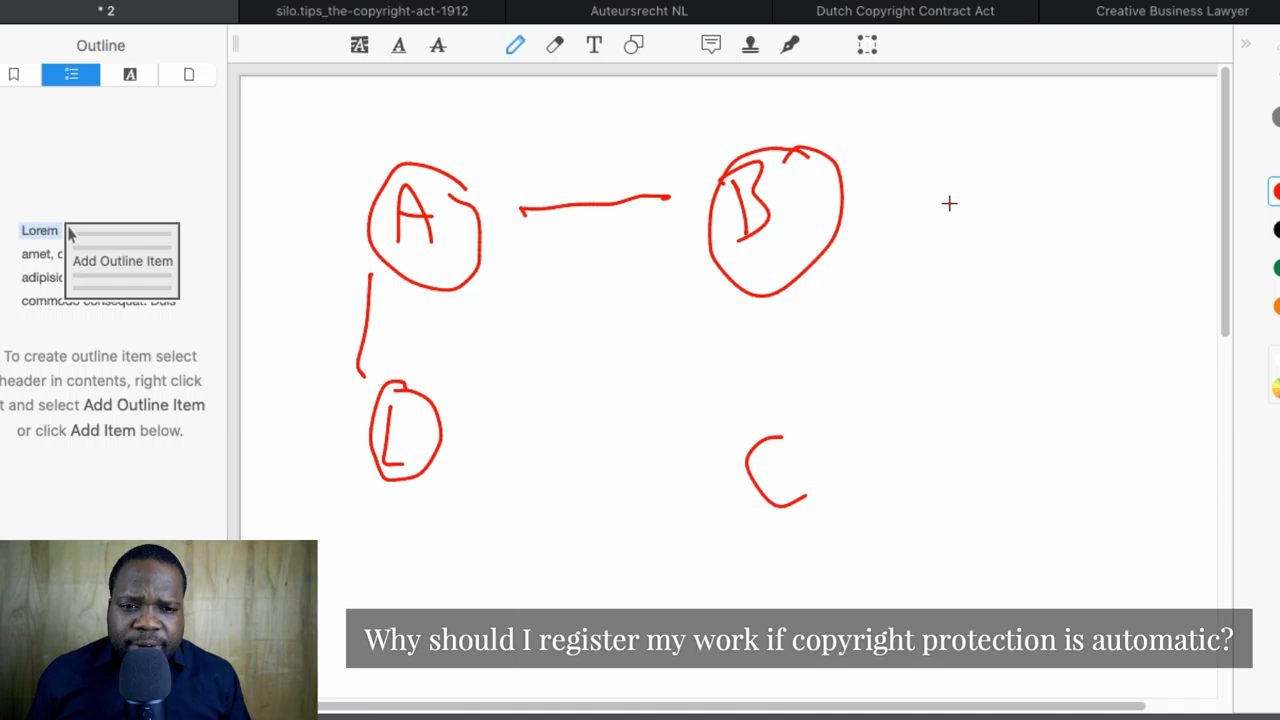 * 2
silo.tips_the-copyright-act-1912
Auteursrecht NL
Dutch Copyright Contract Act
Creative Business Lawyer
Outline
A
A
A
T
A
Lorem
amet,
Add Outline Item
To create outline item select
header in contents, right click
and select Add Outline Item
or click Add Item below.
A
B
L
C
Why should I register my work if copyright protection is automatic?